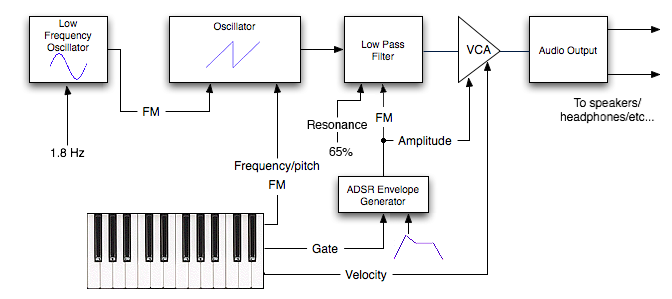 Low
Frequency
Oscillator
Oscillator
Low Pass
Filter
VCA
Audio Output
FM
To speakers/
headphones/etc...
Resonance
FM
Amplitude
1.8 Hz
65%
Frequency/pitch
FM
ADSR Envelope
Generator
Gate
Velocity